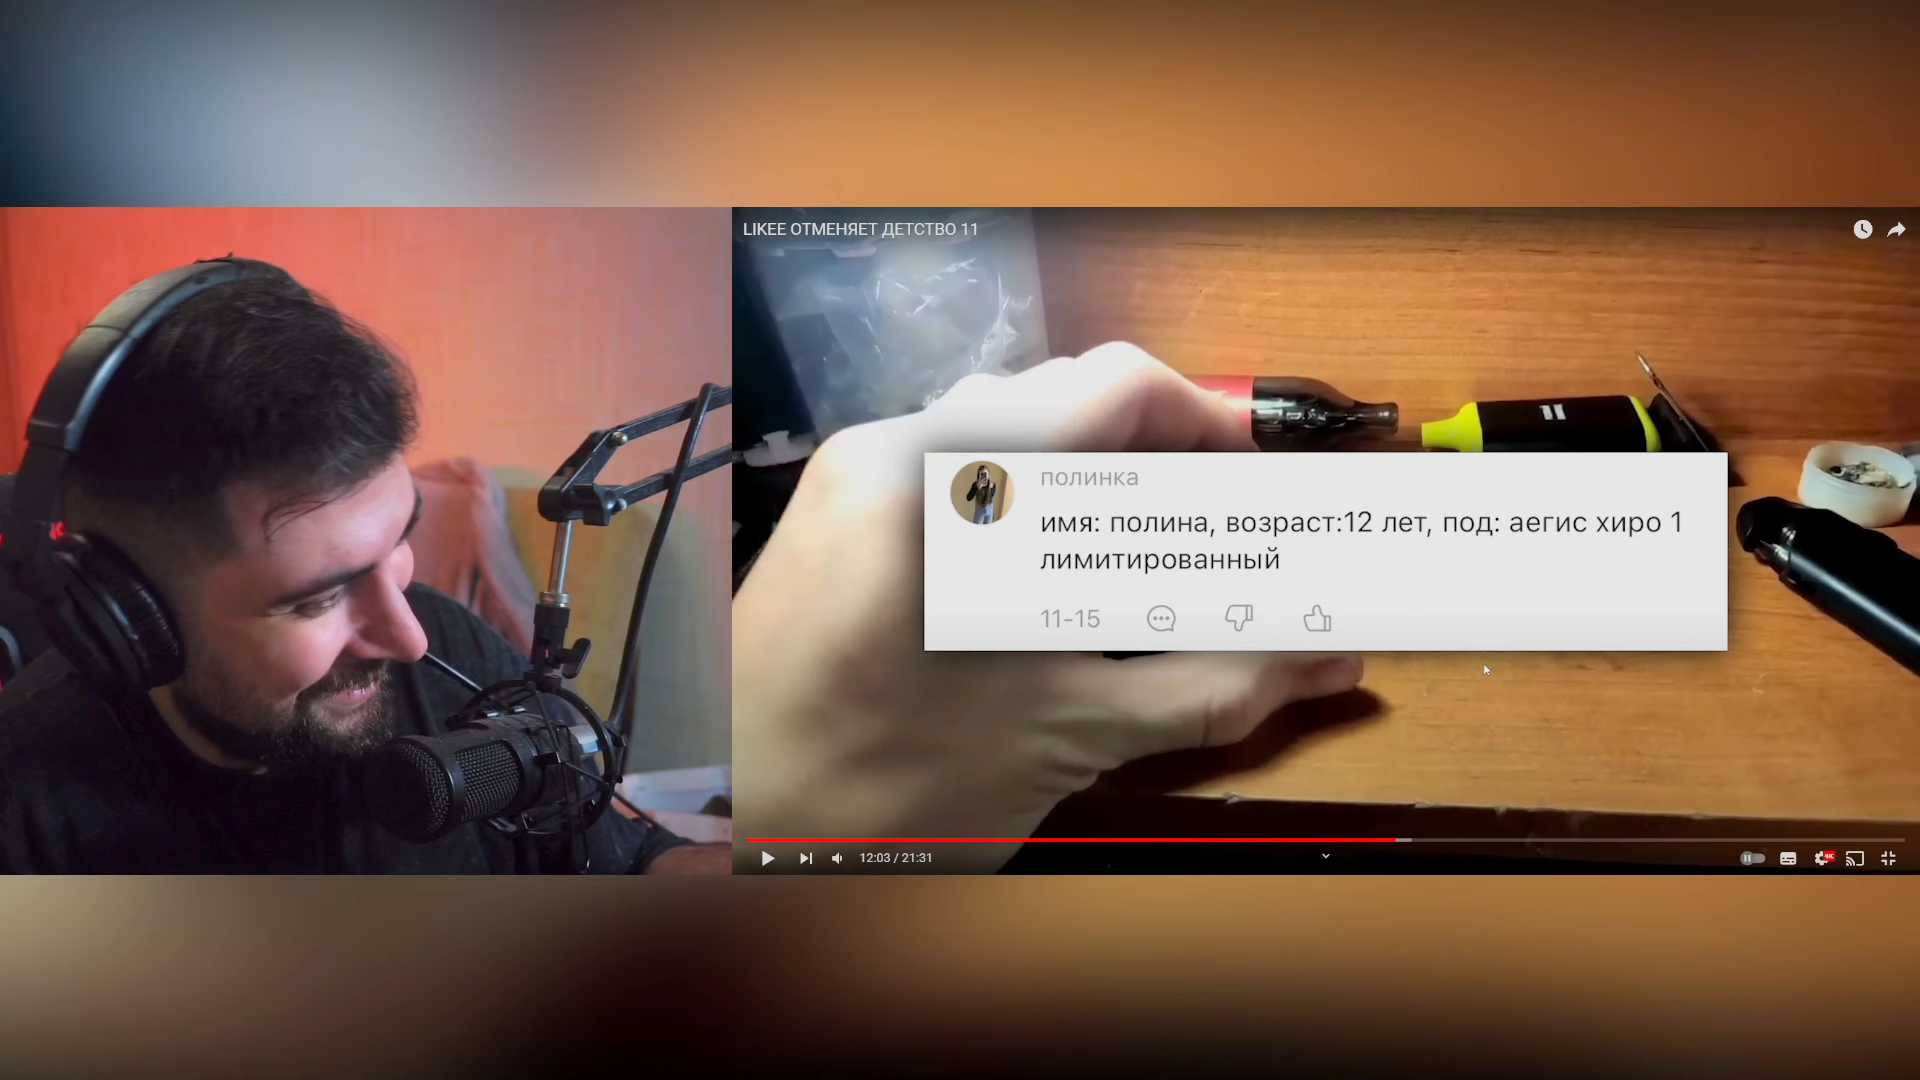 LIKEE ОТМЕНЯЕТ ДЕТСТВО 11
полинка
имя: полина, возраст:12 лет, под: аегис хиро 1
лимитированный
11-15
12:03 / 21:31
4K